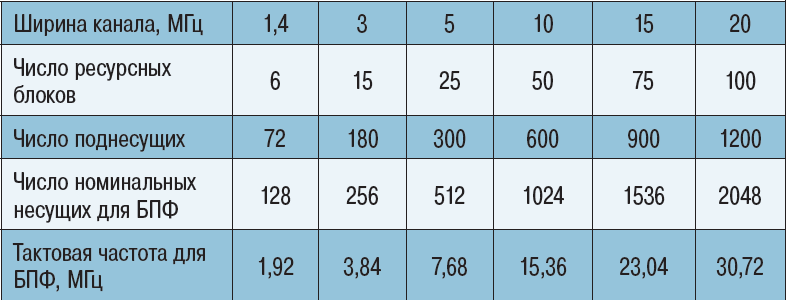 Ширина канала, МГц 1,4 3 5 10 15 20
Число ресурсных
блоков 6 15 25 50 75 100
Число поднесущих 72 180 300 600 900 1200
Число номинальных
несущих для БПФ 128 256 512 1024 1536 2048
Тактовая частота для
БПФ, МГц 1,92 3,84 7,68 15,36 23,04 30,72